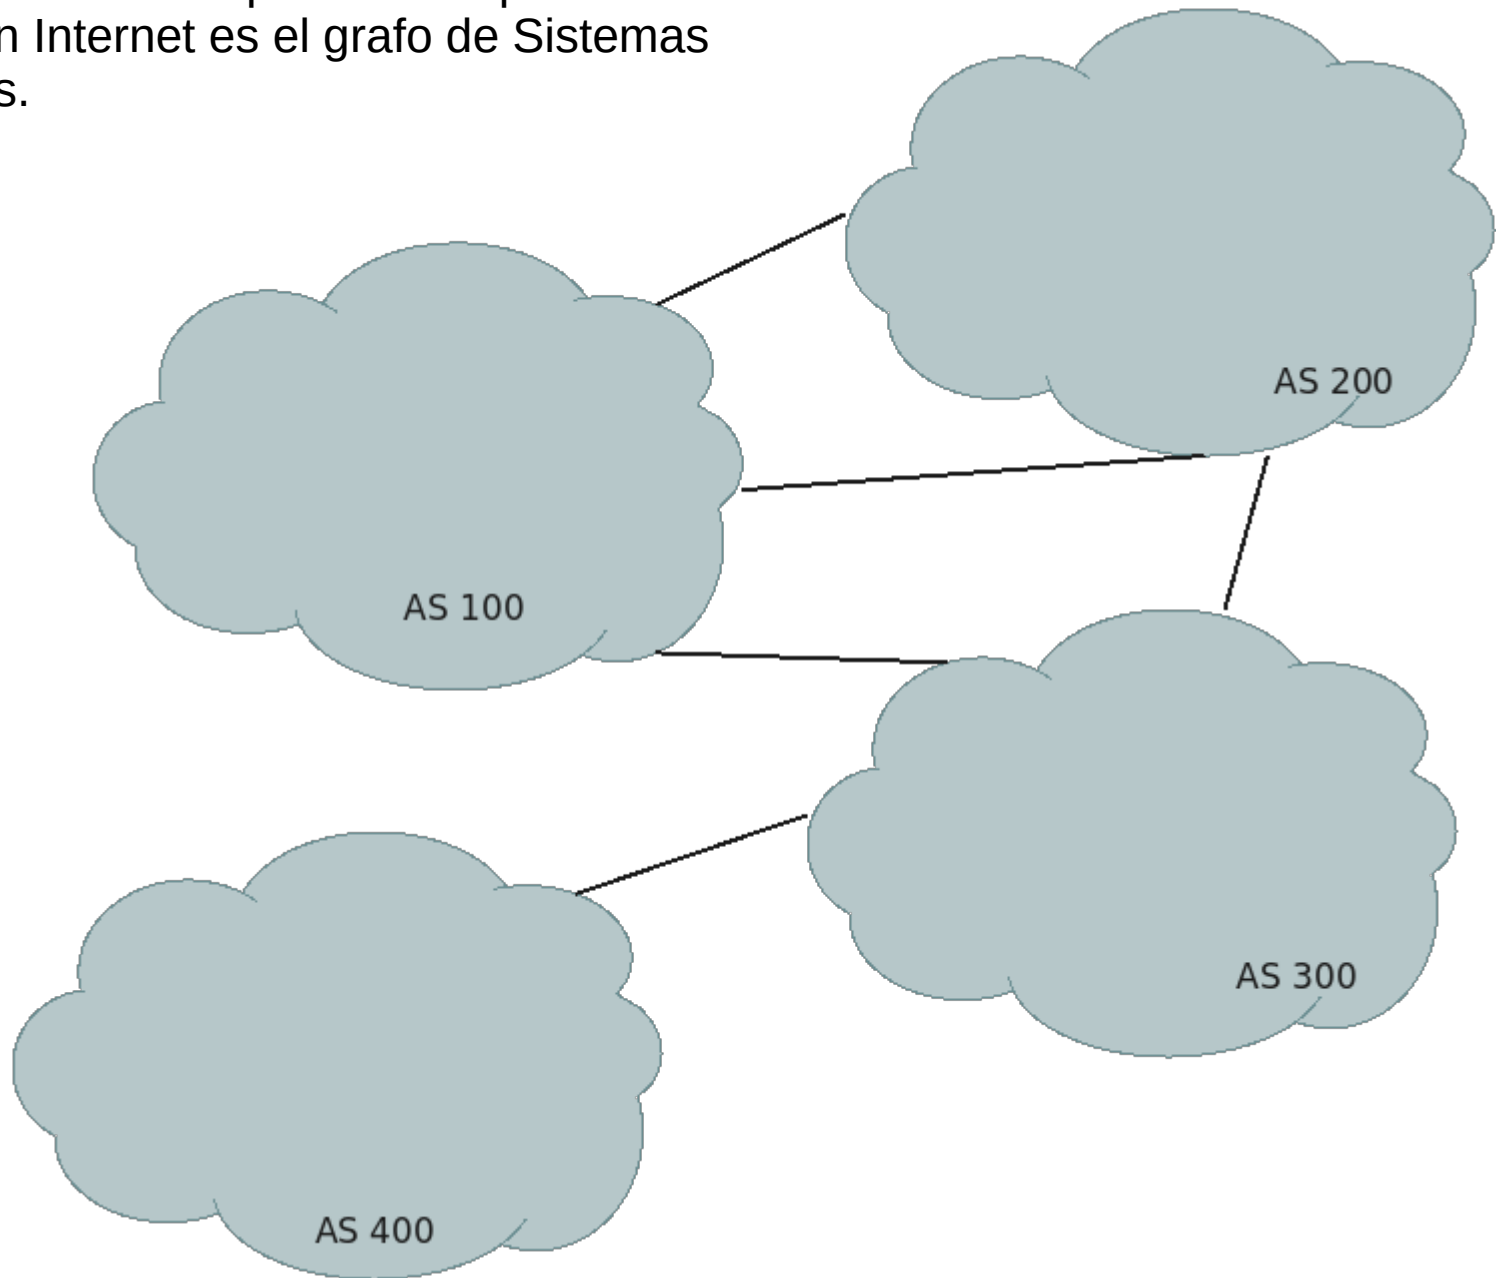 n Internet es el grafo de Sistemas
s.
AS 200
AS 100
AS 300
AS 400